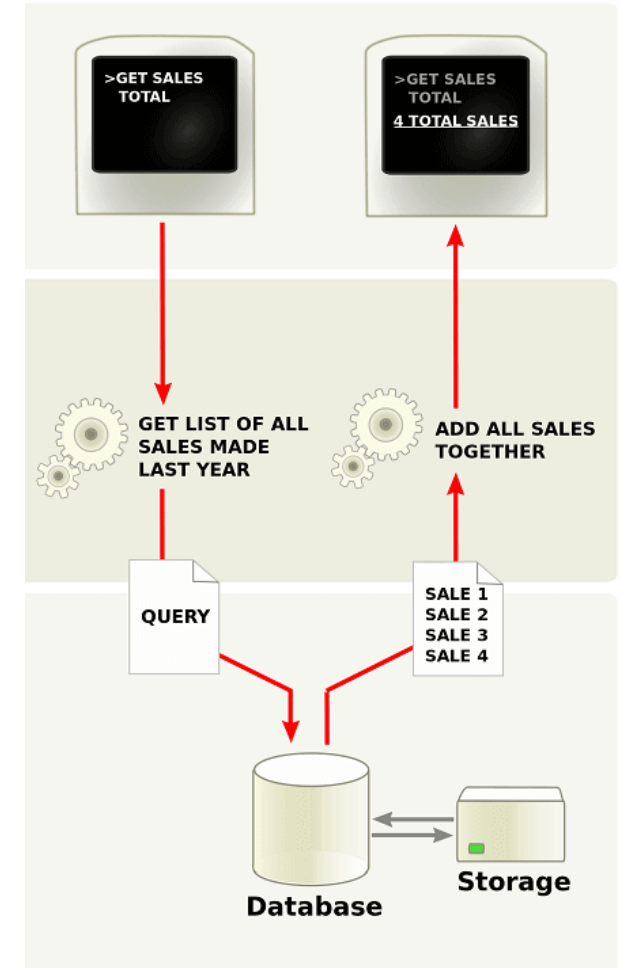 >GET SALES
TOTAL
>GET SALES
TOTAL
4 TOTAL SALES
GET LIST OF ALL
SALES MADE
LAST YEAR
ADD ALL SALES
TOGETHER
QUERY
SALE 1
SALE 2
SALE 3
SALE 4
Database
Storage